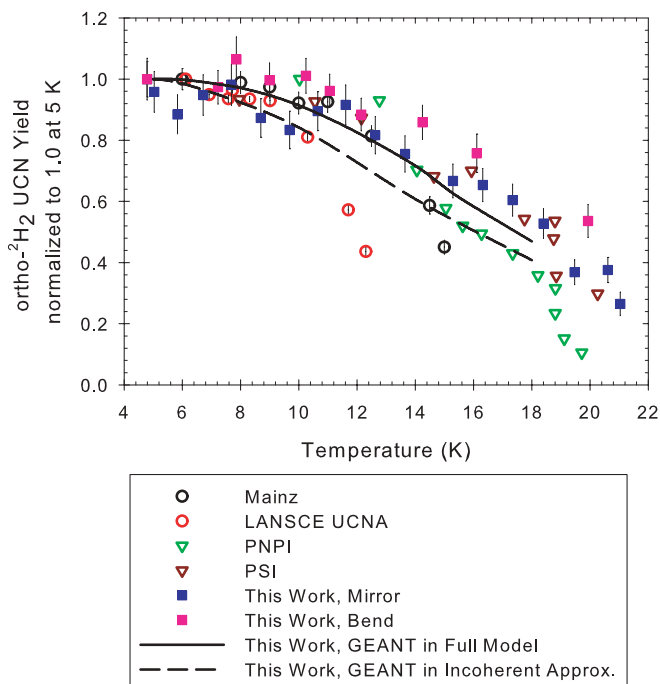 ortho-²H₂ UCN Yield
normalized to 1.0 at 5 K
1.2
1.0
0.8
0.6
0.4
0.2
0.0
4 6 8 10 12 14 16 18 20 22
Temperature (K)
Mainz
LANSCE UCNA
PNPI
PSI
This Work, Mirror
This Work, Bend
This Work, GEANT in Full Model
This Work, GEANT in Incoherent Approx.